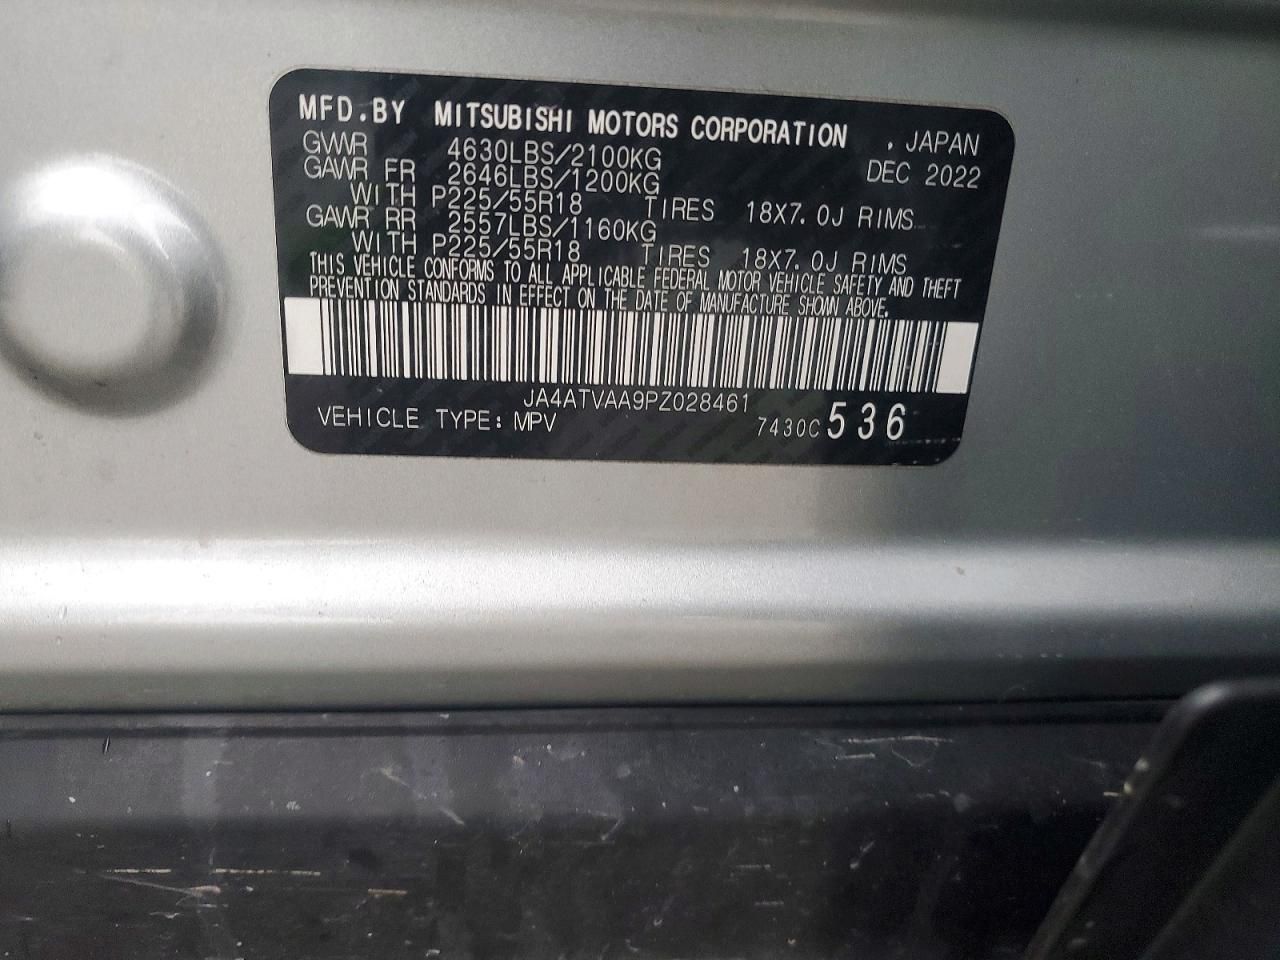 MFD.BY MITSUBISHI MOTORS CORPORATION , JAPAN
GVWR 4630LBS/2100KG DEC 2022
GAWR FR 2646LBS/1200KG
WITH P225/55R18 TIRES 18X7.0J RIMS
GAWR RR 2557LBS/1160KG
WITH P225/55R18 TIRES 18X7.0J RIMS
THIS VEHICLE CONFORMS TO ALL APPLICABLE FEDERAL MOTOR VEHICLE SAFETY AND THEFT
PREVENTION STANDARDS IN EFFECT ON THE DATE OF MANUFACTURE SHOWN ABOVE.
JA4ATVAA9PZ028461
VEHICLE TYPE: MPV 7430C 536